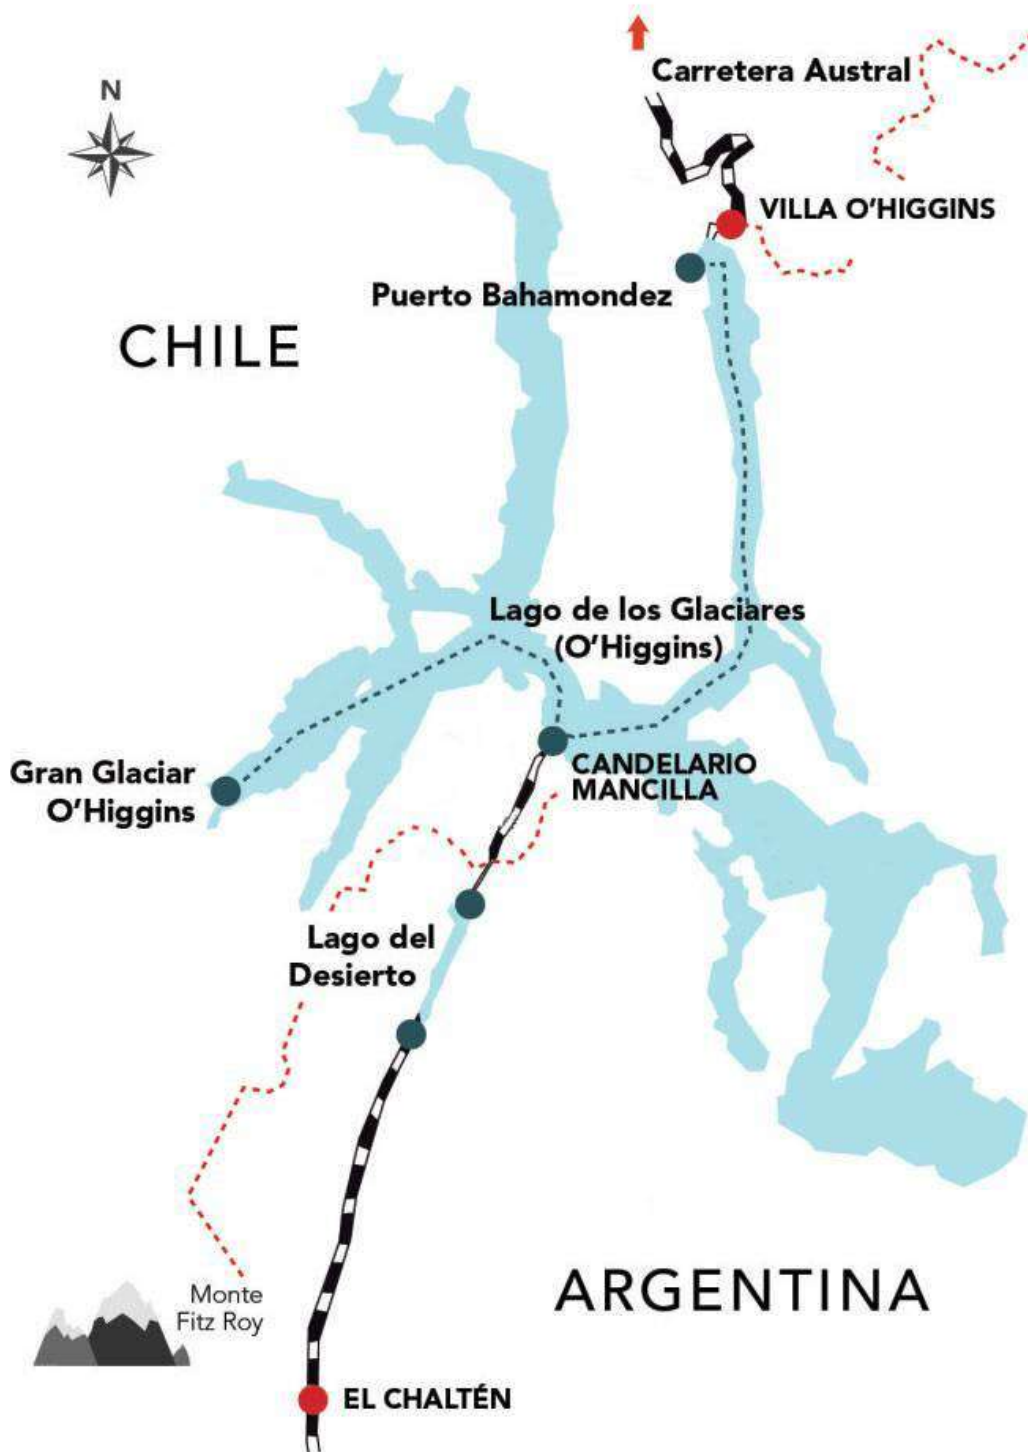 N
Carretera Austral
VILLA O'HIGGINS
Puerto Bahamondez
CHILE
Lago de los Glaciares
(O'Higgins)
Gran Glaciar
O'Higgins
CANDELARIO
MANCILLA
Lago del
Desierto
ARGENTINA
Monte
Fitz Roy
EL CHALTÉN